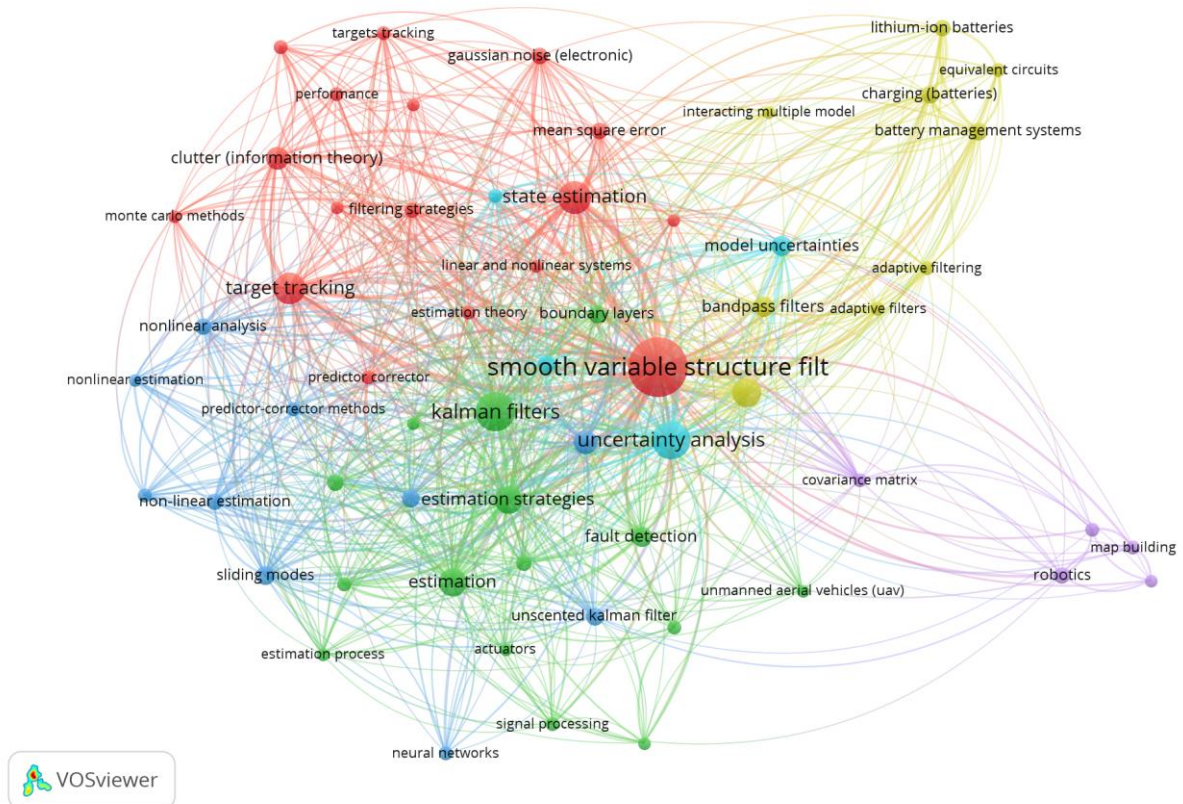 targets tracking
lithium-ion batteries
gaussian noise (electronic)
equivalent circuits
performance
charging (batteries)
interacting multiple model
mean square error
battery management systems
clutter (information theory)
state estimation
monte carlo methods
filtering strategies
model uncertainties
linear and nonlinear systems
adaptive filtering
target tracking
bandpass filters
adaptive filters
estimation theory
boundary layers
nonlinear analysis
smooth variable structure filt
nonlinear estimation
predictor corrector
predictor-corrector methods
kalman filters
uncertainty analysis
covariance matrix
non-linear estimation
estimation strategies
fault detection
map building
sliding modes
estimation
robotics
unmanned aerial vehicles (uav)
unscented kalman filter
actuators
estimation process
signal processing
neural networks
VOSviewer